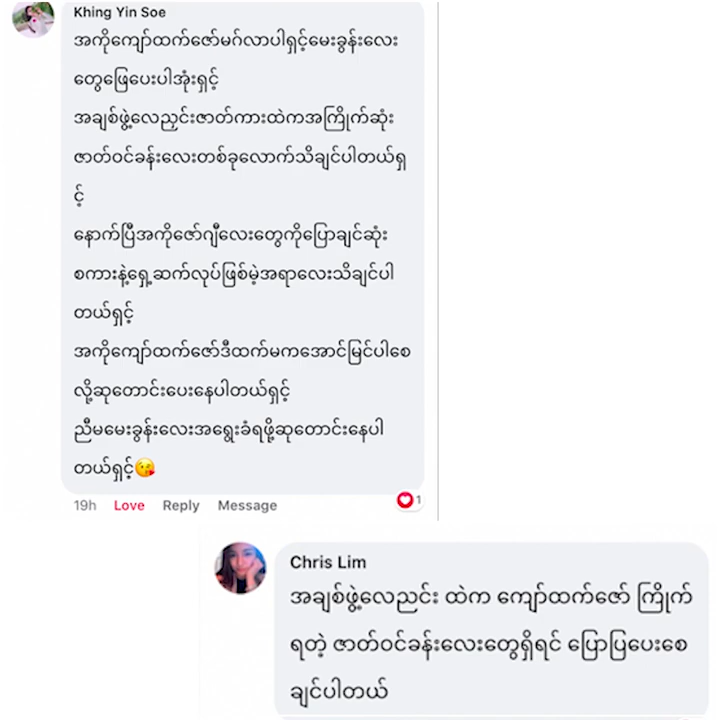 Khing Yin Soe
အကိုကျော်ထက်ဇော်မင်္ဂလာပါရှင့်မေးခွန်းလေး
တွေဖြေပေးပါအုံးရှင့်
အချစ်ဖွဲ့လေညှင်းဇာတ်ကားထဲကအကြိုက်ဆုံး
ဇာတ်ဝင်ခန်းလေးတစ်ခုလောက်သိချင်ပါတယ်ရှ
င့်
နောက်ပြီအကိုဇော်ဂျီလေးတွေကိုပြောချင်ဆုံး
စကားနဲ့ရှေ့ဆက်လုပ်ဖြစ်မဲ့အရာလေးသိချင်ပါ
တယ်ရှင့်
အကိုကျော်ထက်ဇော်ဒီထက်မကအောင်မြင်ပါစေ
လို့ဆုတောင်းပေးနေပါတယ်ရှင့်
ညီမမေးခွန်းလေးအရွေးခံရဖို့ဆုတောင်းနေပါ
တယ်ရှင့်😘
19h Love Reply Message 1
Chris Lim
အချစ်ဖွဲ့လေညင်း ထဲက ကျော်ထက်ဇော် ကြိုက်
ရတဲ့ ဇာတ်ဝင်ခန်းလေးတွေရှိရင် ပြောပြပေးစေ
ချင်ပါတယ်